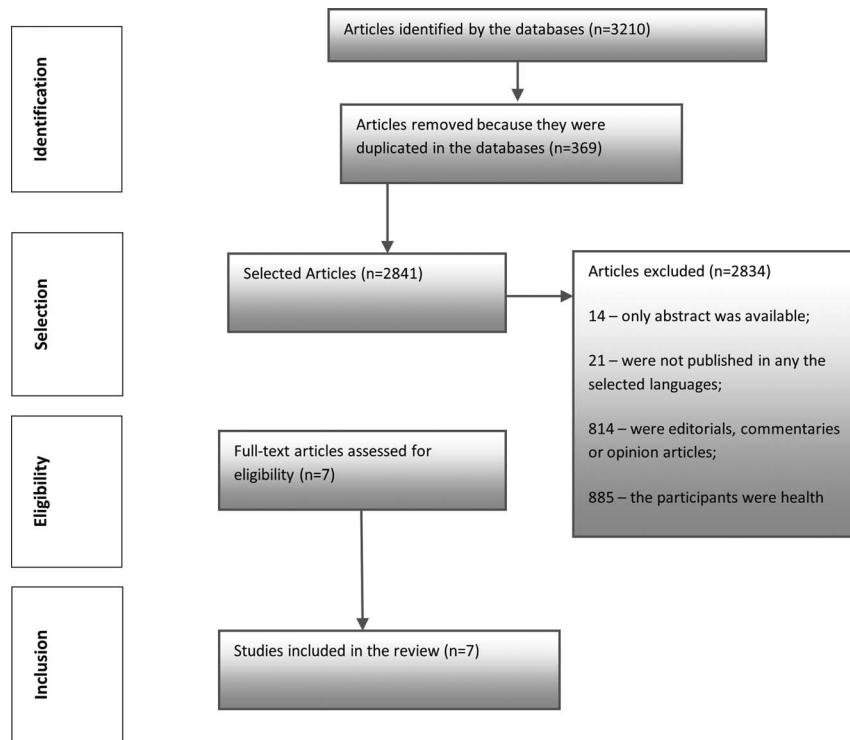 Identification
Articles identified by the databases (n=3210)
Articles removed because they were
duplicated in the databases (n=369)
Selection
Selected Articles (n=2841)
Articles excluded (n=2834)
14 – only abstract was available;
21 – were not published in any the
selected languages;
814 – were editorials, commentaries
or opinion articles;
885 – the participants were health
Eligibility
Full-text articles assessed for
eligibility (n=7)
Inclusion
Studies included in the review (n=7)